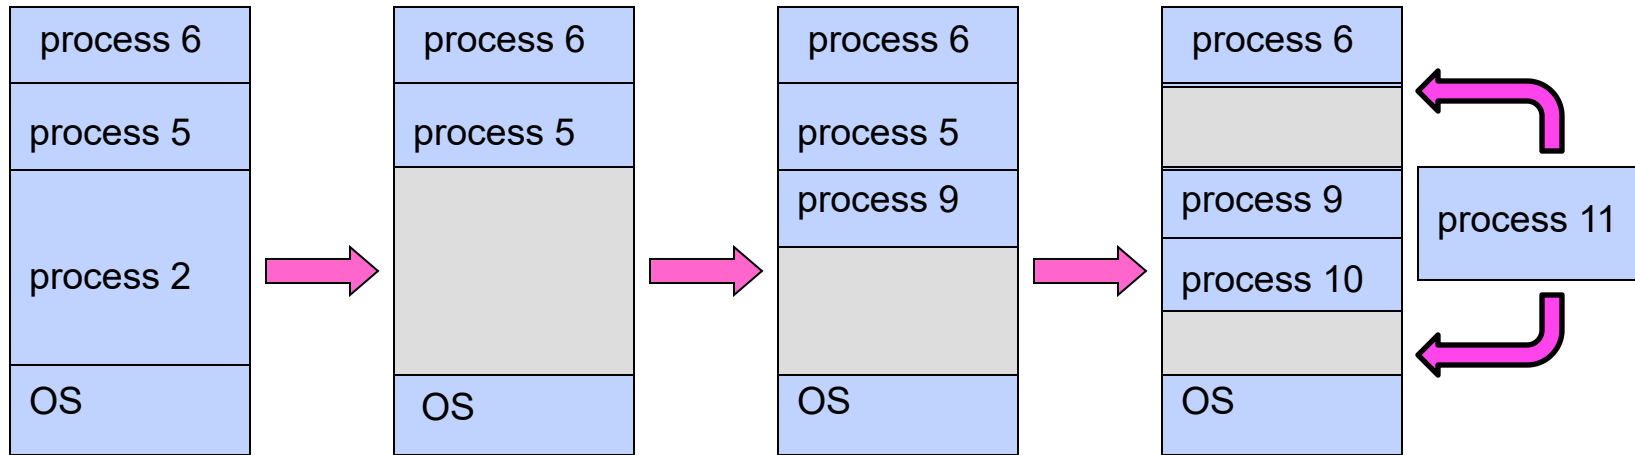 process 6
process 5
process 2
OS
process 6
process 5
OS
process 6
process 5
process 9
OS
process 6
process 9
process 10
OS
process 11